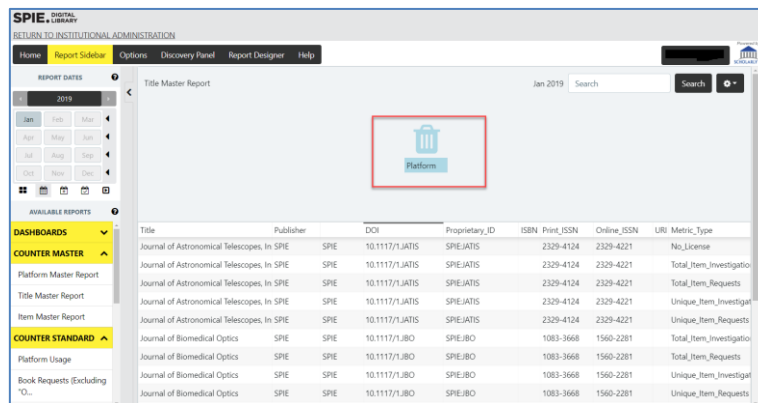 SPIE. DIGITAL LIBRARY
RETURN TO INSTITUTIONAL ADMINISTRATION
Home Report Sidebar Options Discovery Panel Report Designer Help
Powered by
SCHOLARLYIQ
REPORT DATES
2019
Jan Feb Mar
Apr May Jun
Jul Aug Sep
Oct Nov Dec
AVAILABLE REPORTS
DASHBOARDS
COUNTER MASTER
Platform Master Report
Title Master Report
Item Master Report
COUNTER STANDARD
Platform Usage
Book Requests (Excluding "O...
Title Master Report Jan 2019 Search Search
Platform
Title Publisher DOI Proprietary_ID ISBN Print_ISSN Online_ISSN URI Metric_Type
Journal of Astronomical Telescopes, In SPIE SPIE 10.1117/1.JATIS SPIE:JATIS 2329-4124 2329-4221 No_License
Journal of Astronomical Telescopes, In SPIE SPIE 10.1117/1.JATIS SPIE:JATIS 2329-4124 2329-4221 Total_Item_Investigatio
Journal of Astronomical Telescopes, In SPIE SPIE 10.1117/1.JATIS SPIE:JATIS 2329-4124 2329-4221 Total_Item_Requests
Journal of Astronomical Telescopes, In SPIE SPIE 10.1117/1.JATIS SPIE:JATIS 2329-4124 2329-4221 Unique_Item_Investigat
Journal of Astronomical Telescopes, In SPIE SPIE 10.1117/1.JATIS SPIE:JATIS 2329-4124 2329-4221 Unique_Item_Requests
Journal of Biomedical Optics SPIE SPIE 10.1117/1.JBO SPIE:JBO 1083-3668 1560-2281 Total_Item_Investigatio
Journal of Biomedical Optics SPIE SPIE 10.1117/1.JBO SPIE:JBO 1083-3668 1560-2281 Total_Item_Requests
Journal of Biomedical Optics SPIE SPIE 10.1117/1.JBO SPIE:JBO 1083-3668 1560-2281 Unique_Item_Investigat
Journal of Biomedical Optics SPIE SPIE 10.1117/1.JBO SPIE:JBO 1083-3668 1560-2281 Unique_Item_Requests